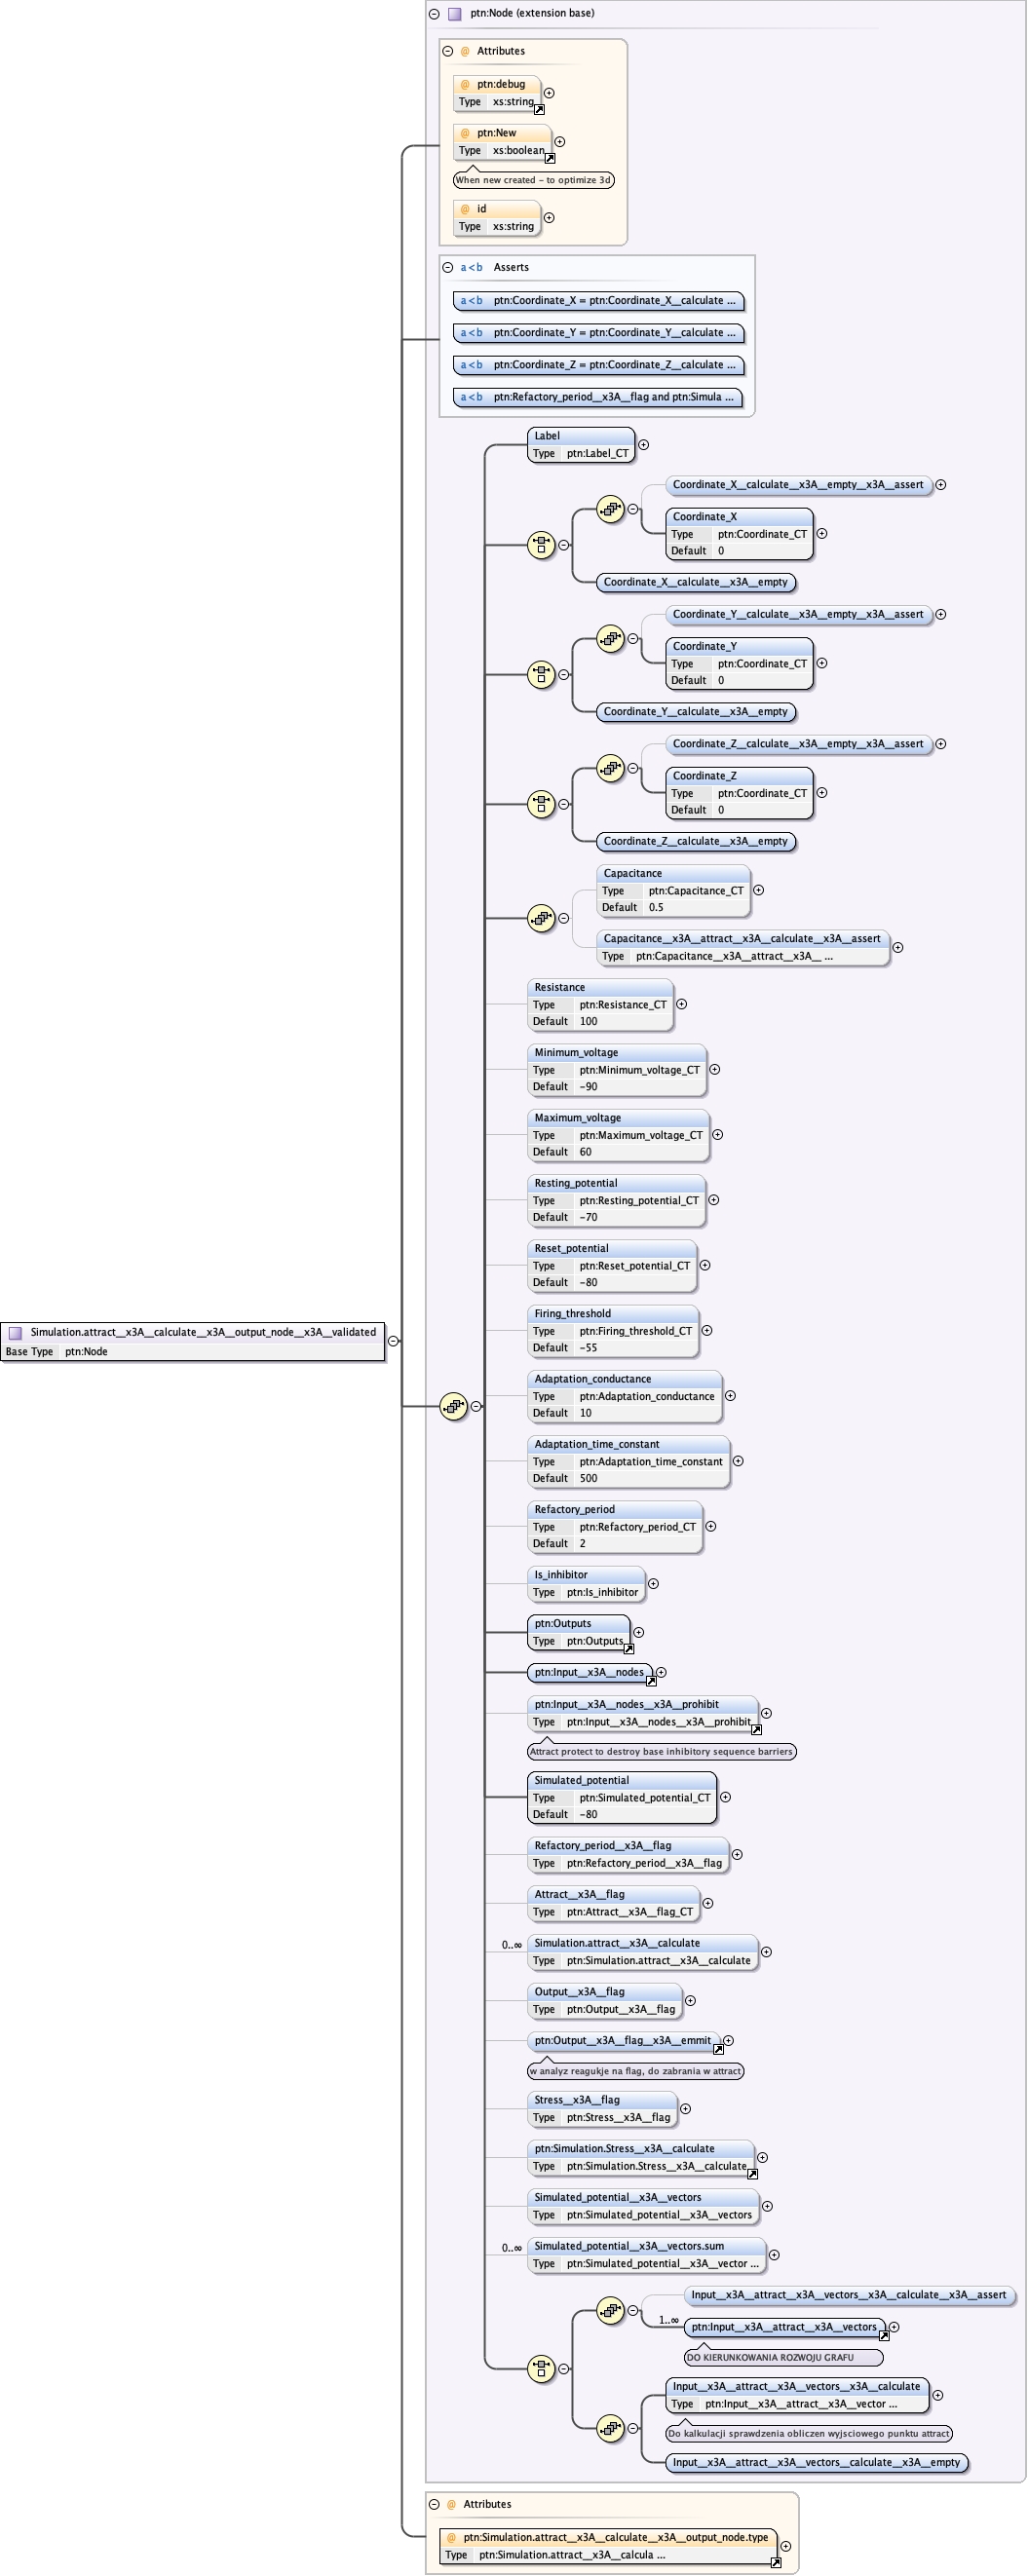 ptn:Node (extension base)
@ Attributes
@ ptn:debug
Type xs:string
@ ptn:New
Type xs:boolean
When new created - to optimize 3d
@ id
Type xs:string
a<b Asserts
a<b ptn:Coordinate_X = ptn:Coordinate_X__calculate ...
a<b ptn:Coordinate_Y = ptn:Coordinate_Y__calculate ...
a<b ptn:Coordinate_Z = ptn:Coordinate_Z__calculate ...
a<b ptn:Refactory_period__x3A__flag and ptn:Simula ...
Label
Type ptn:Label_CT
Coordinate_X__calculate__x3A__empty__x3A__assert
Coordinate_X
Type ptn:Coordinate_CT
Default 0
Coordinate_X__calculate__x3A__empty
Coordinate_Y__calculate__x3A__empty__x3A__assert
Coordinate_Y
Type ptn:Coordinate_CT
Default 0
Coordinate_Y__calculate__x3A__empty
Coordinate_Z__calculate__x3A__empty__x3A__assert
Coordinate_Z
Type ptn:Coordinate_CT
Default 0
Coordinate_Z__calculate__x3A__empty
Capacitance
Type ptn:Capacitance_CT
Default 0.5
Capacitance__x3A__attract__x3A__calculate__x3A__assert
Type ptn:Capacitance__x3A__attract__x3A__ ...
Resistance
Type ptn:Resistance_CT
Default 100
Minimum_voltage
Type ptn:Minimum_voltage_CT
Default -90
Maximum_voltage
Type ptn:Maximum_voltage_CT
Default 60
Resting_potential
Type ptn:Resting_potential_CT
Default -70
Reset_potential
Type ptn:Reset_potential_CT
Default -80
Firing_threshold
Type ptn:Firing_threshold_CT
Default -55
Simulation.attract__x3A__calculate__x3A__output_node__x3A__validated
Base Type ptn:Node
Adaptation_conductance
Type ptn:Adaptation_conductance
Default 10
Adaptation_time_constant
Type ptn:Adaptation_time_constant
Default 500
Refactory_period
Type ptn:Refactory_period_CT
Default 2
Is_inhibitor
Type ptn:Is_inhibitor
ptn:Outputs
Type ptn:Outputs
ptn:Input__x3A__nodes
ptn:Input__x3A__nodes__x3A__prohibit
Type ptn:Input__x3A__nodes__x3A__prohibit
Attract protect to destroy base inhibitory sequence barriers
Simulated_potential
Type ptn:Simulated_potential_CT
Default -80
Refactory_period__x3A__flag
Type ptn:Refactory_period__x3A__flag
Attract__x3A__flag
Type ptn:Attract__x3A__flag_CT
0..∞ Simulation.attract__x3A__calculate
Type ptn:Simulation.attract__x3A__calculate
Output__x3A__flag
Type ptn:Output__x3A__flag
ptn:Output__x3A__flag__x3A__emmit
w analyz reagukje na flag, do zabrania w attract
Stress__x3A__flag
Type ptn:Stress__x3A__flag
ptn:Simulation.Stress__x3A__calculate
Type ptn:Simulation.Stress__x3A__calculate
Simulated_potential__x3A__vectors
Type ptn:Simulated_potential__x3A__vectors
0..∞ Simulated_potential__x3A__vectors.sum
Type ptn:Simulated_potential__x3A__vector ...
Input__x3A__attract__x3A__vectors__x3A__calculate__x3A__assert
1..∞ ptn:Input__x3A__attract__x3A__vectors
DO KIERUNKOWANIA ROZWOJU GRAFU
Input__x3A__attract__x3A__vectors__x3A__calculate
Type ptn:Input__x3A__attract__x3A__vector ...
Do kalkulacji sprawdzenia obliczen wyjsciowego punktu attract
Input__x3A__attract__x3A__vectors__calculate__x3A__empty
@ Attributes
@ ptn:Simulation.attract__x3A__calculate__x3A__output_node.type
Type ptn:Simulation.attract__x3A__calcula ...